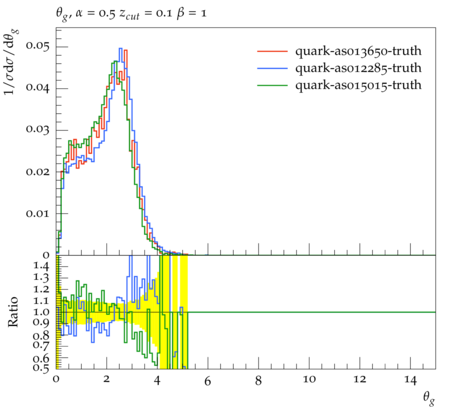 θg, α = 0.5 zcut = 0.1 β = 1
1/σdσ/dθg
0.05
0.04
0.03
0.02
0.01
0
quark-as013650-truth
quark-as012285-truth
quark-as015015-truth
Ratio
1.4
1.3
1.2
1.1
1.0
0.9
0.8
0.7
0.6
0.5
0 2 4 6 8 10 12 14
θg